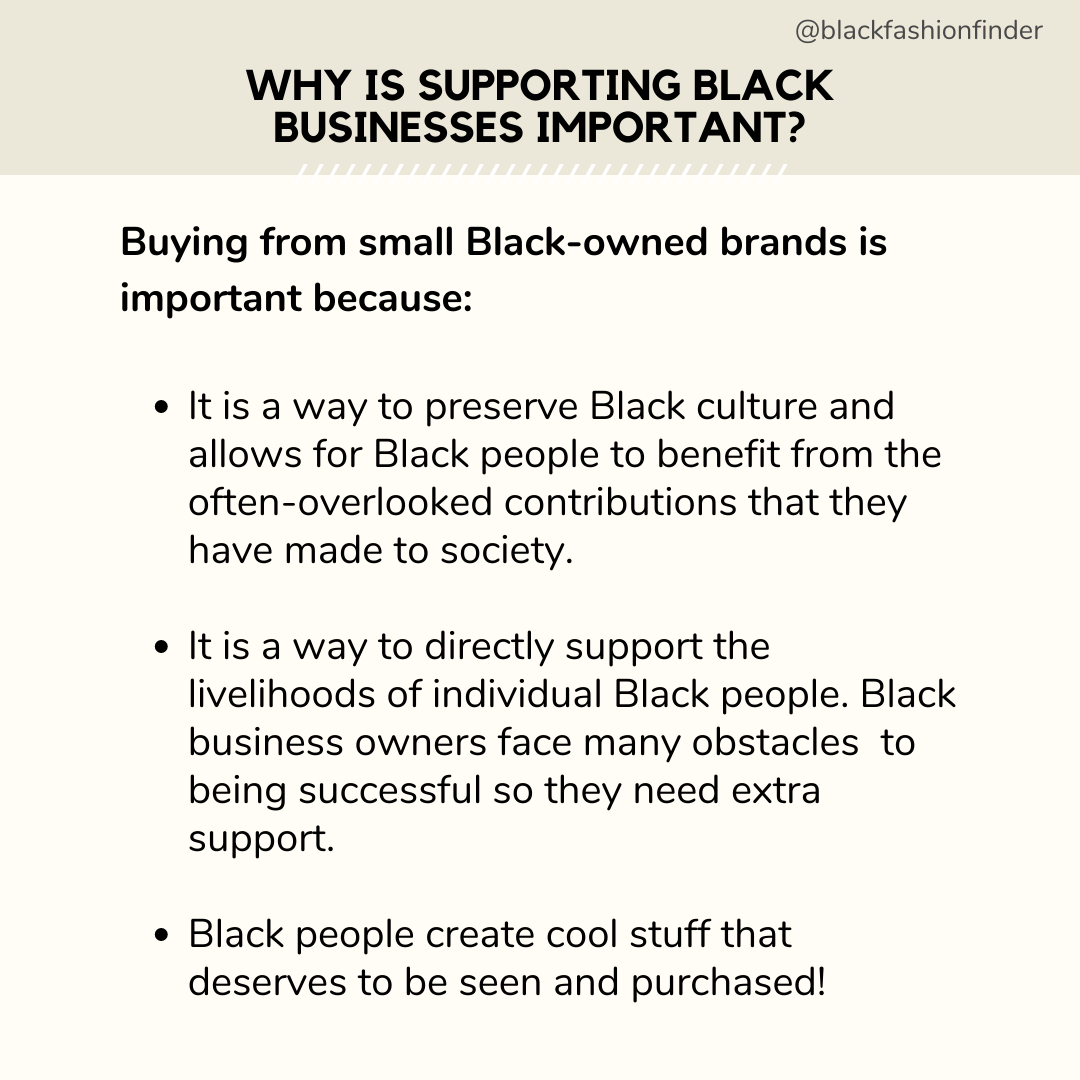 @blackfashionfinder
WHY IS SUPPORTING BLACK
BUSINESSES IMPORTANT?
Buying from small Black-owned brands is
important because:
• It is a way to preserve Black culture and
allows for Black people to benefit from the
often-overlooked contributions that they
have made to society.
• It is a way to directly support the
livelihoods of individual Black people. Black
business owners face many obstacles  to
being successful so they need extra
support.
• Black people create cool stuff that
deserves to be seen and purchased!